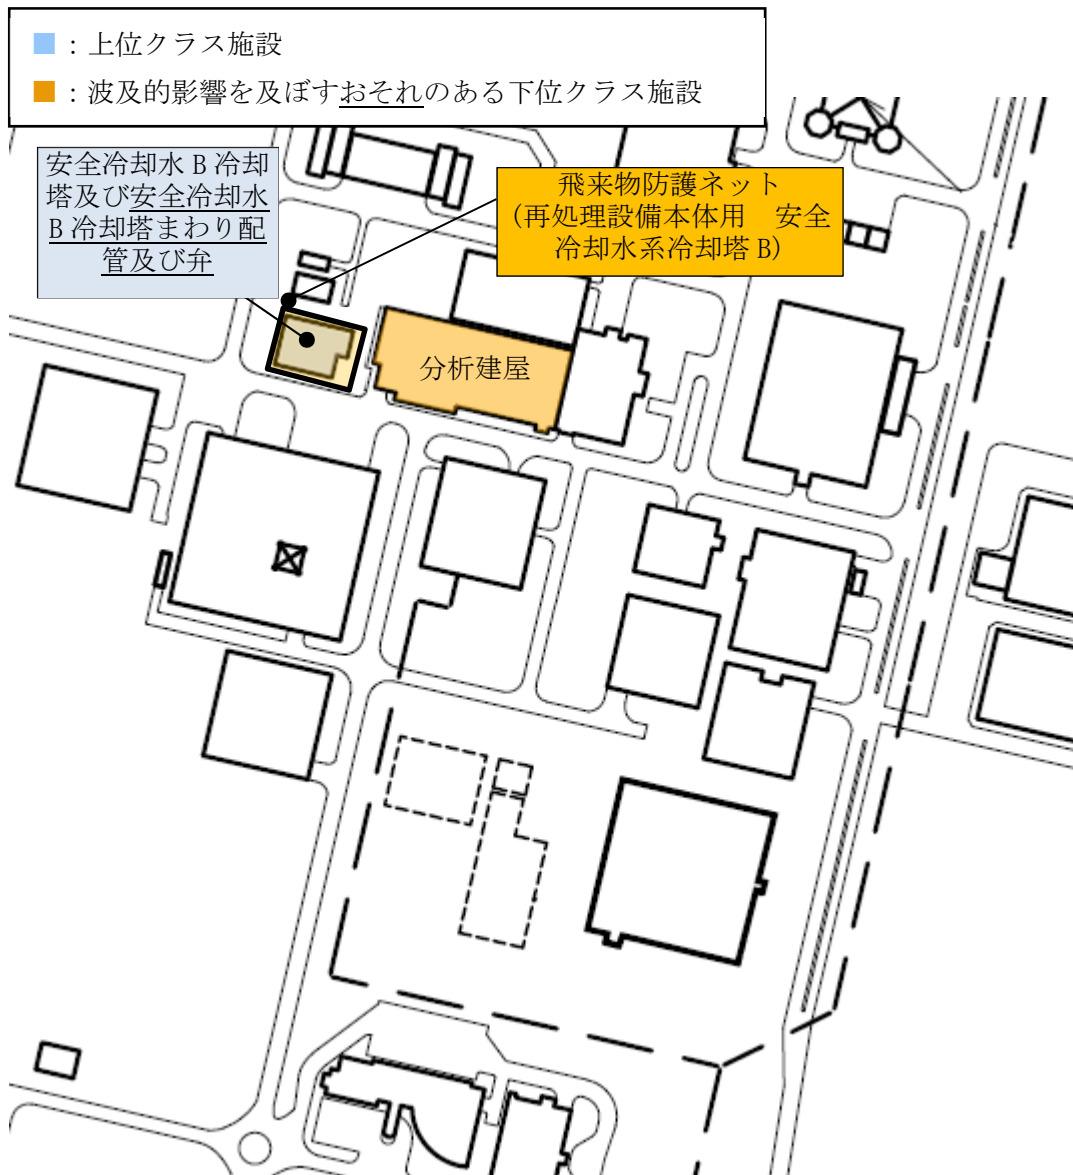 ■：上位クラス施設
■：波及的影響を及ぼすおそれのある下位クラス施設
安全冷却水 B 冷却
塔及び安全冷却水
B 冷却塔まわり配
管及び弁
飛来物防護ネット
(再処理設備本体用　安全
冷却水系冷却塔 B)
分析建屋